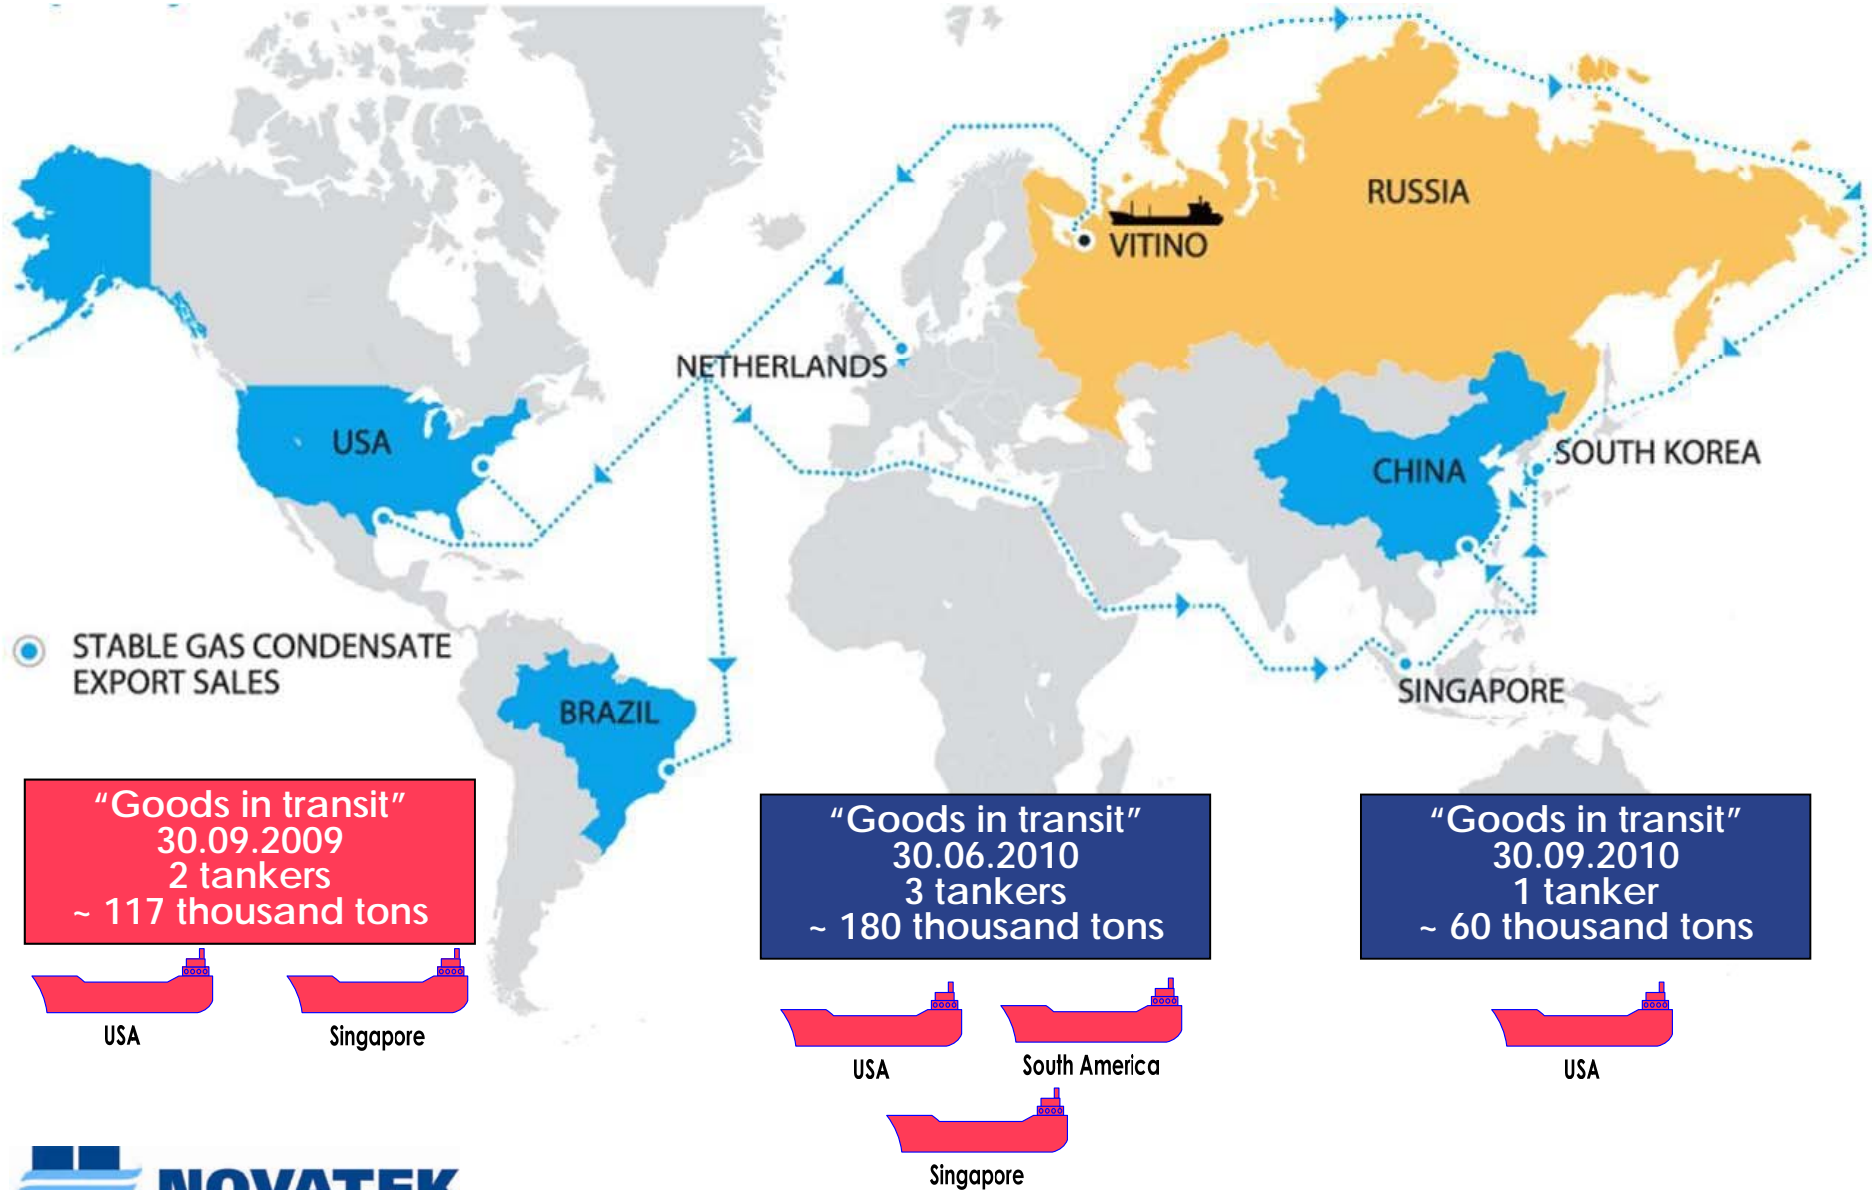 RUSSIA
VITINO
NETHERLANDS
USA
CHINA
SOUTH KOREA
STABLE GAS CONDENSATE
EXPORT SALES
BRAZIL
SINGAPORE
“Goods in transit”
30.09.2009
2 tankers
~ 117 thousand tons
USA
Singapore
“Goods in transit”
30.06.2010
3 tankers
~ 180 thousand tons
USA
South America
Singapore
“Goods in transit”
30.09.2010
1 tanker
~ 60 thousand tons
USA
NOVATEK